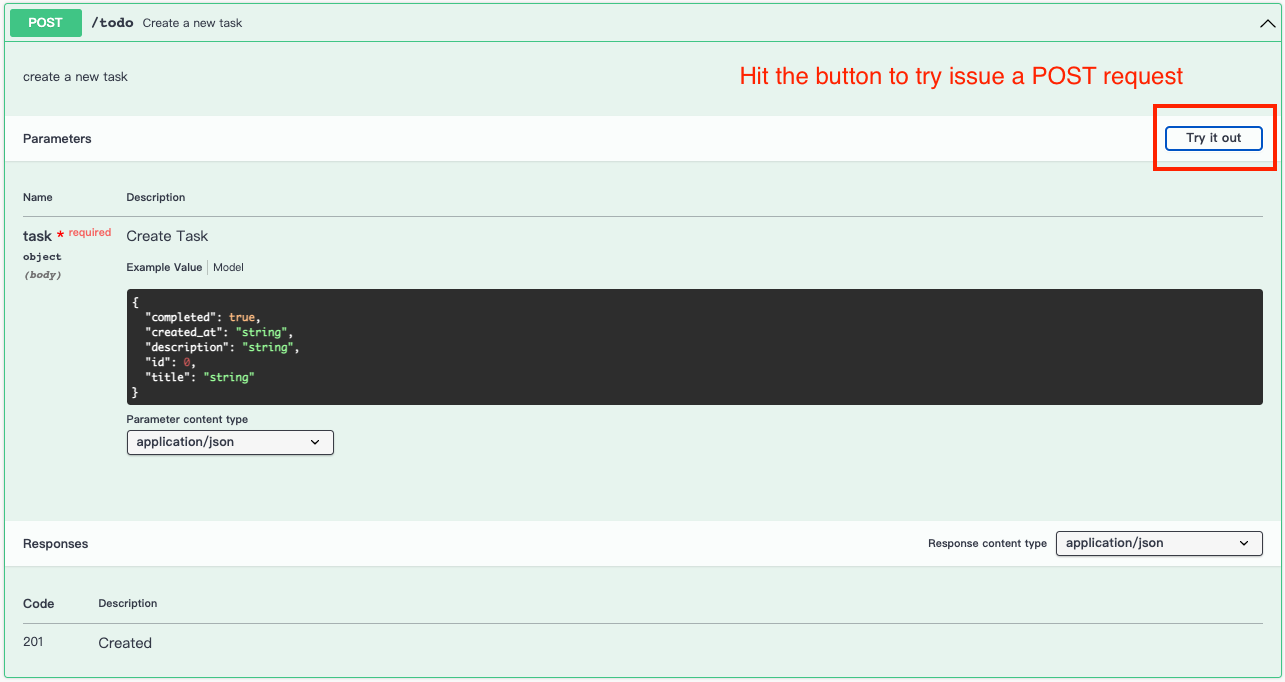 POST /todo Create a new task
create a new task
Hit the button to try issue a POST request
Parameters
Try it out
Name Description
task * required Create Task
object
(body)
Example Value Model
{
"completed": true,
"created_at": "string",
"description": "string",
"id": 0,
"title": "string"
}
Parameter content type
application/json
Responses Response content type application/json
Code Description
201 Created